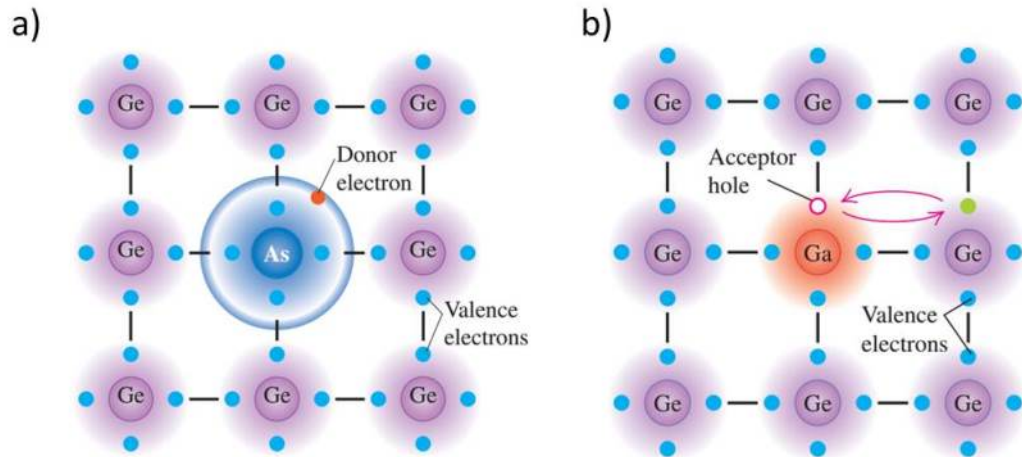 a)
Ge Ge Ge
Donor
electron
Ge As Ge
Valence
electrons
Ge Ge Ge
b)
Ge Ge Ge
Acceptor
hole
Ge Ga Ge
Valence
electrons
Ge Ge Ge